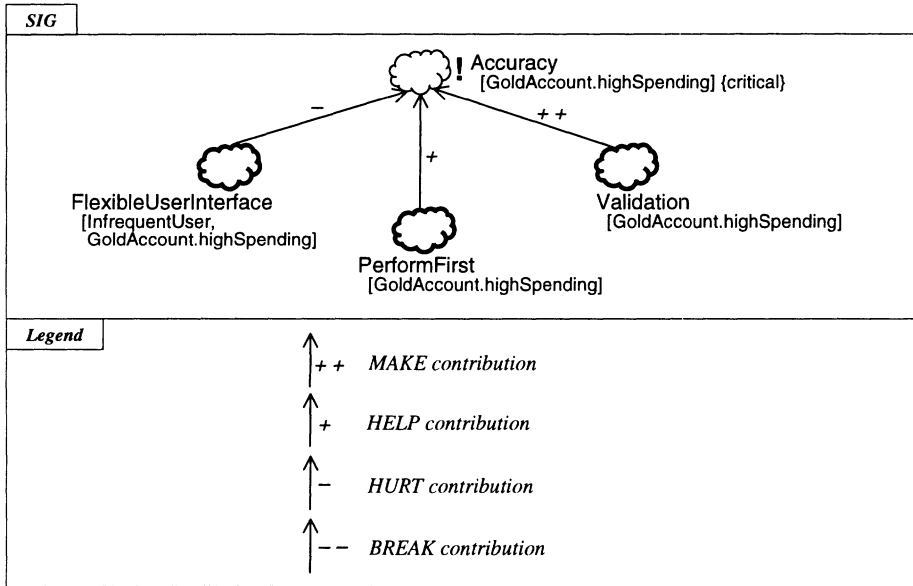 SIG
! Accuracy
[GoldAccount.highSpending] {critical}
−
+
+ +
FlexibleUserInterface
[InfrequentUser,
GoldAccount.highSpending]
Validation
[GoldAccount.highSpending]
PerformFirst
[GoldAccount.highSpending]
Legend
+ + MAKE contribution
+ HELP contribution
− HURT contribution
− − BREAK contribution